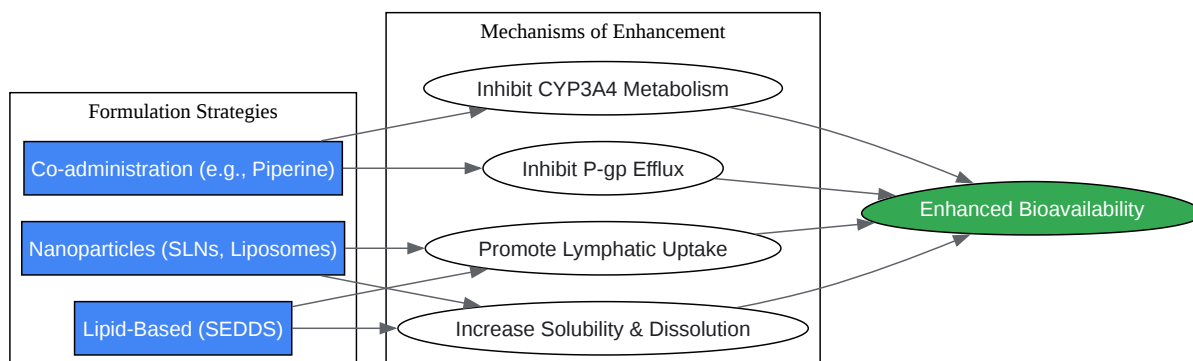 Mechanisms of Enhancement
Inhibit CYP3A4 Metabolism
Formulation Strategies
Co-administration (e.g., Piperine)
Inhibit P-gp Efflux
Enhanced Bioavailability
Nanoparticles (SLNs, Liposomes)
Promote Lymphatic Uptake
Lipid-Based (SEDDS)
Increase Solubility & Dissolution